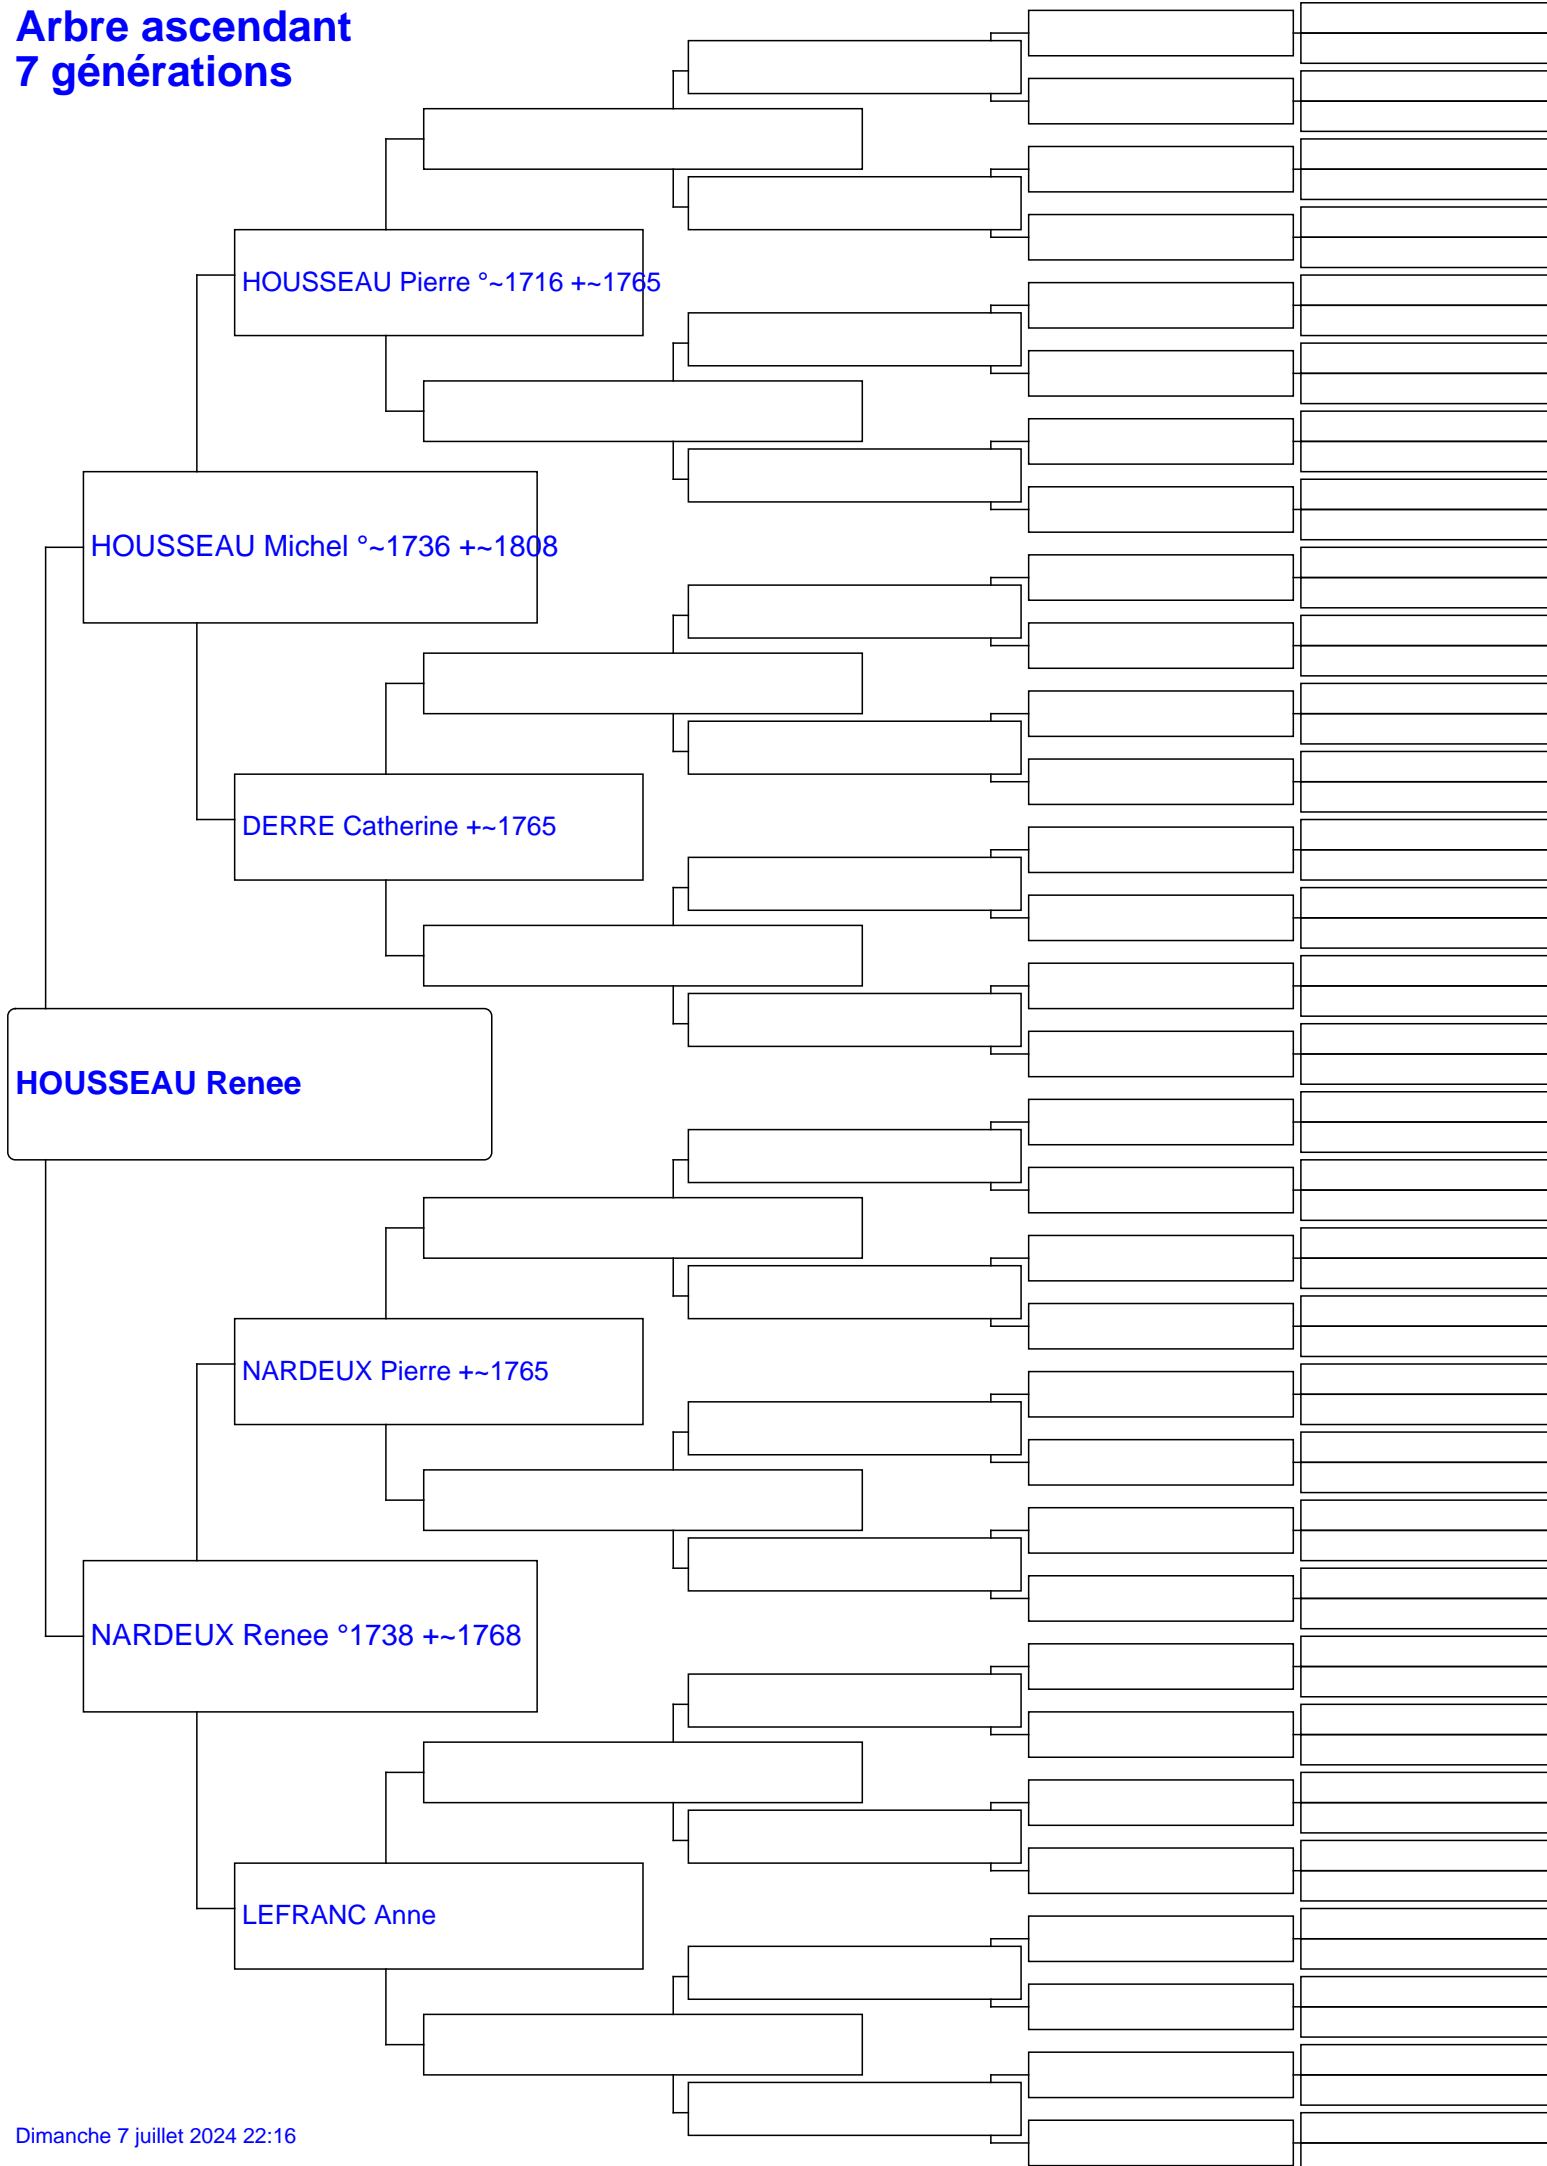 Arbre ascendant
7 générations
HOUSSEAU Pierre °~1716 +~1765
HOUSSEAU Michel °~1736 +~1808
DERRE Catherine +~1765
HOUSSEAU Renee
NARDEUX Pierre +~1765
NARDEUX Renee °1738 +~1768
LEFRANC Anne
Dimanche 7 juillet 2024 22:16